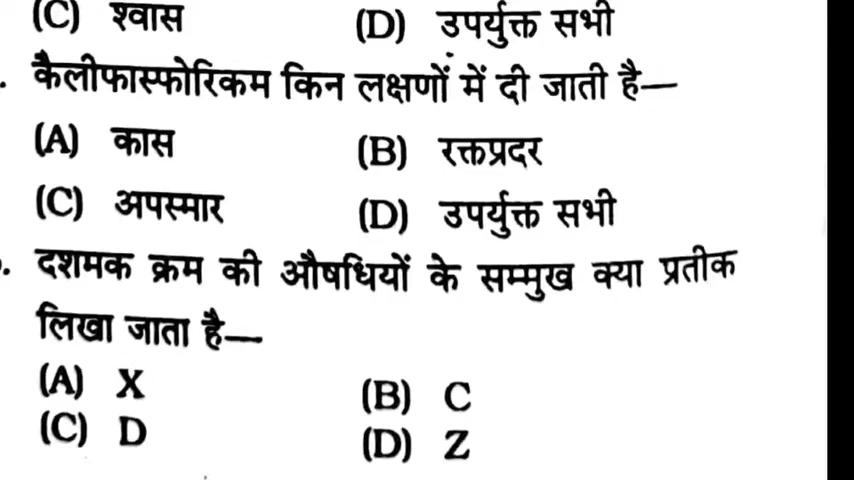 (C) श्वास (D) उपर्युक्त सभी
. कैलीफास्फोरिकम किन लक्षणों में दी जाती है—
(A) कास (B) रक्तप्रदर
(C) अपस्मार (D) उपर्युक्त सभी
. दशमक क्रम की औषधियों के सम्मुख क्या प्रतीक
लिखा जाता है—
(A) X (B) C
(C) D (D) Z